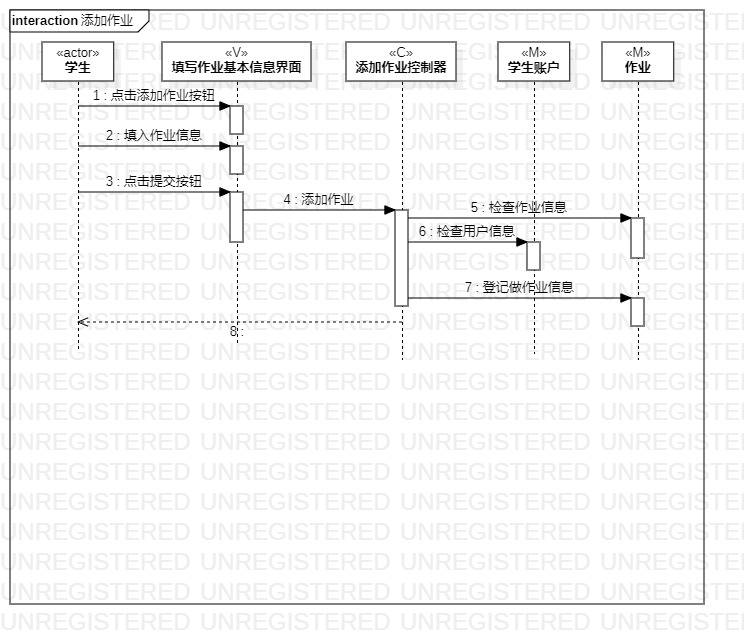 interaction 添加作业
«actor»
学生
«V»
填写作业基本信息界面
«C»
添加作业控制器
«M»
学生账户
«M»
作业
1 : 点击添加作业按钮
2 : 填入作业信息
3 : 点击提交按钮
4 : 添加作业
5 : 检查作业信息
6 : 检查用户信息
7 : 登记做作业信息
8 :
UNREGISTERED UNREGISTERED UNREGISTERED UNREGISTERED